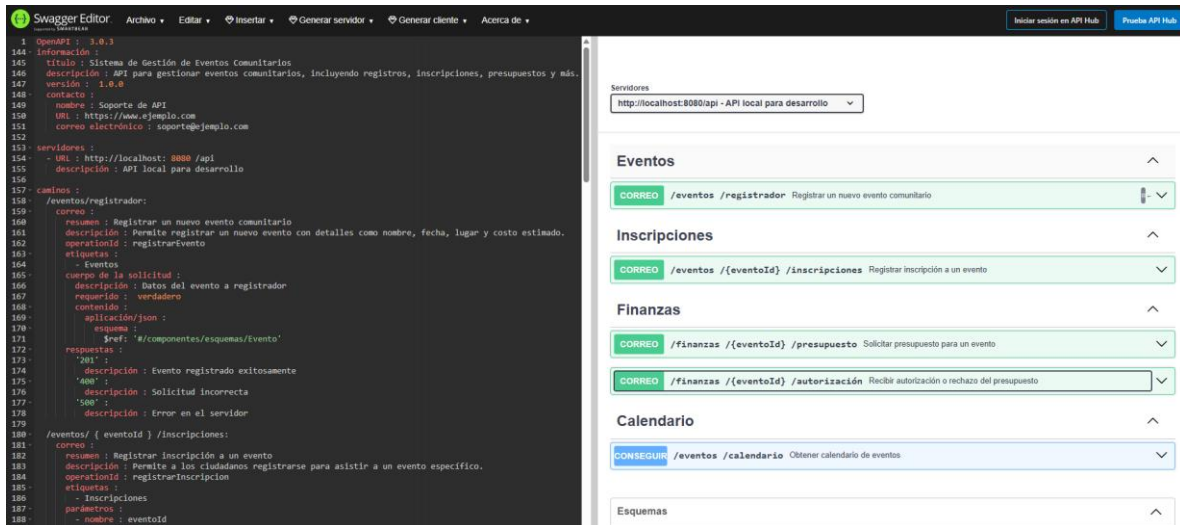 Swagger Editor.
Supported by SMARTBEAR
Archivo
Editar
Insertar
Generar servidor
Generar cliente
Acerca de
Iniciar sesión en API Hub
Prueba API Hub
1 OpenAPI : 3.0.3
144 información :
145 título : Sistema de Gestión de Eventos Comunitarios
146 descripción : API para gestionar eventos comunitarios, incluyendo registros, inscripciones, presupuestos y más.
147 versión : 1.0.0
148 contacto :
149 nombre : Soporte de API
150 URL : https://www.ejemplo.com
151 correo electrónico : soporte@ejemplo.com
152
153 servidores :
154 - URL : http://localhost: 8080 /api
155 descripción : API local para desarrollo
156
157 caminos :
158 /eventos/registrador:
159 correo :
160 resumen : Registrar un nuevo evento comunitario
161 descripción : Permite registrar un nuevo evento con detalles como nombre, fecha, lugar y costo estimado.
162 operationId : registrarEvento
163 etiquetas :
164 - Eventos
165 cuerpo de la solicitud :
166 descripción : Datos del evento a registrador
167 requerido : verdadero
168 contenido :
169 aplicación/json :
170 esquema :
171 $ref: '#/componentes/esquemas/Evento'
172 respuestas :
173 '201' :
174 descripción : Evento registrado exitosamente
175 '400' :
176 descripción : Solicitud incorrecta
177 '500' :
178 descripción : Error en el servidor
179
180 /eventos/ { eventoId } /inscripciones:
181 correo :
182 resumen : Registrar inscripción a un evento
183 descripción : Permite a los ciudadanos registrarse para asistir a un evento específico.
184 operationId : registrarInscripcion
185 etiquetas :
186 - Inscripciones
187 parámetros :
188 - nombre : eventoId
Servidores
http://localhost:8080/api - API local para desarrollo
Eventos
CORREO /eventos /registrador Registrar un nuevo evento comunitario
Inscripciones
CORREO /eventos /{eventoId} /inscripciones Registrar inscripción a un evento
Finanzas
CORREO /finanzas /{eventoId} /presupuesto Solicitar presupuesto para un evento
CORREO /finanzas /{eventoId} /autorización Recibir autorización o rechazo del presupuesto
Calendario
CONSEGUIR /eventos /calendario Obtener calendario de eventos
Esquemas